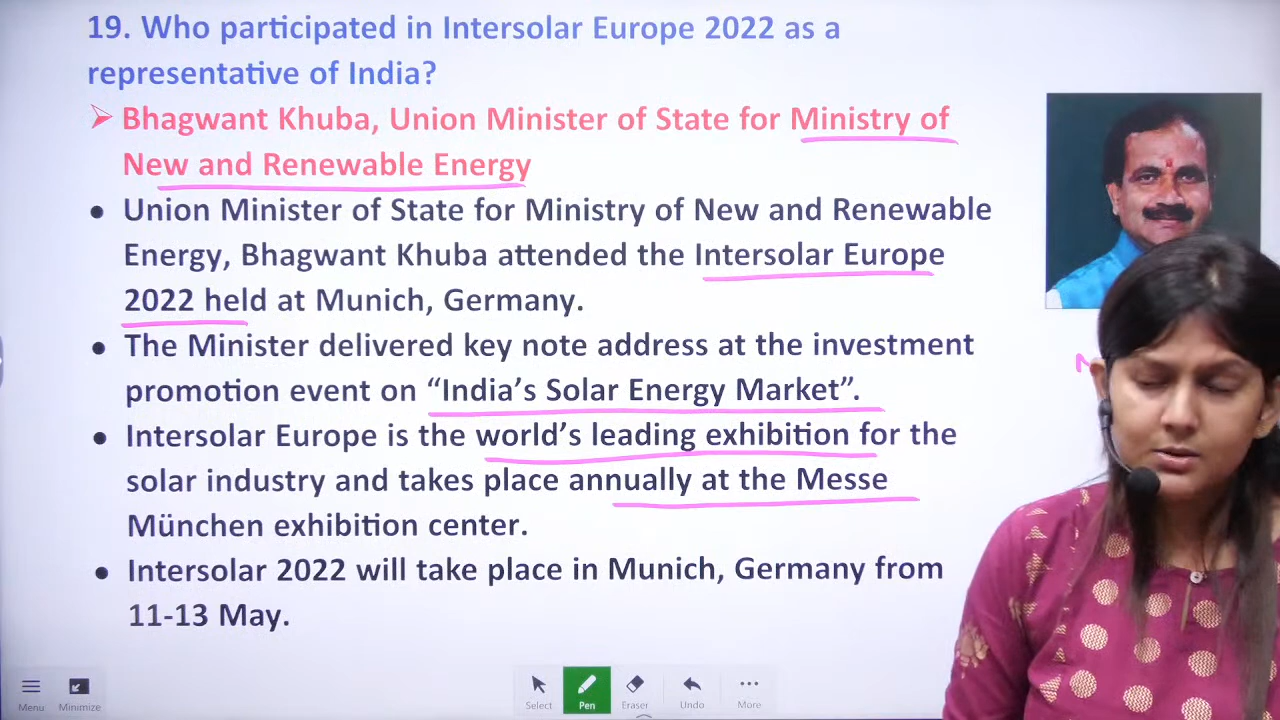 19. Who participated in Intersolar Europe 2022 as a
representative of India?
➢ Bhagwant Khuba, Union Minister of State for Ministry of
New and Renewable Energy
• Union Minister of State for Ministry of New and Renewable
Energy, Bhagwant Khuba attended the Intersolar Europe
2022 held at Munich, Germany.
• The Minister delivered key note address at the investment
promotion event on “India’s Solar Energy Market”.
• Intersolar Europe is the world’s leading exhibition for the
solar industry and takes place annually at the Messe
München exhibition center.
• Intersolar 2022 will take place in Munich, Germany from
11-13 May.
Menu Minimize Select Pen Eraser Undo More